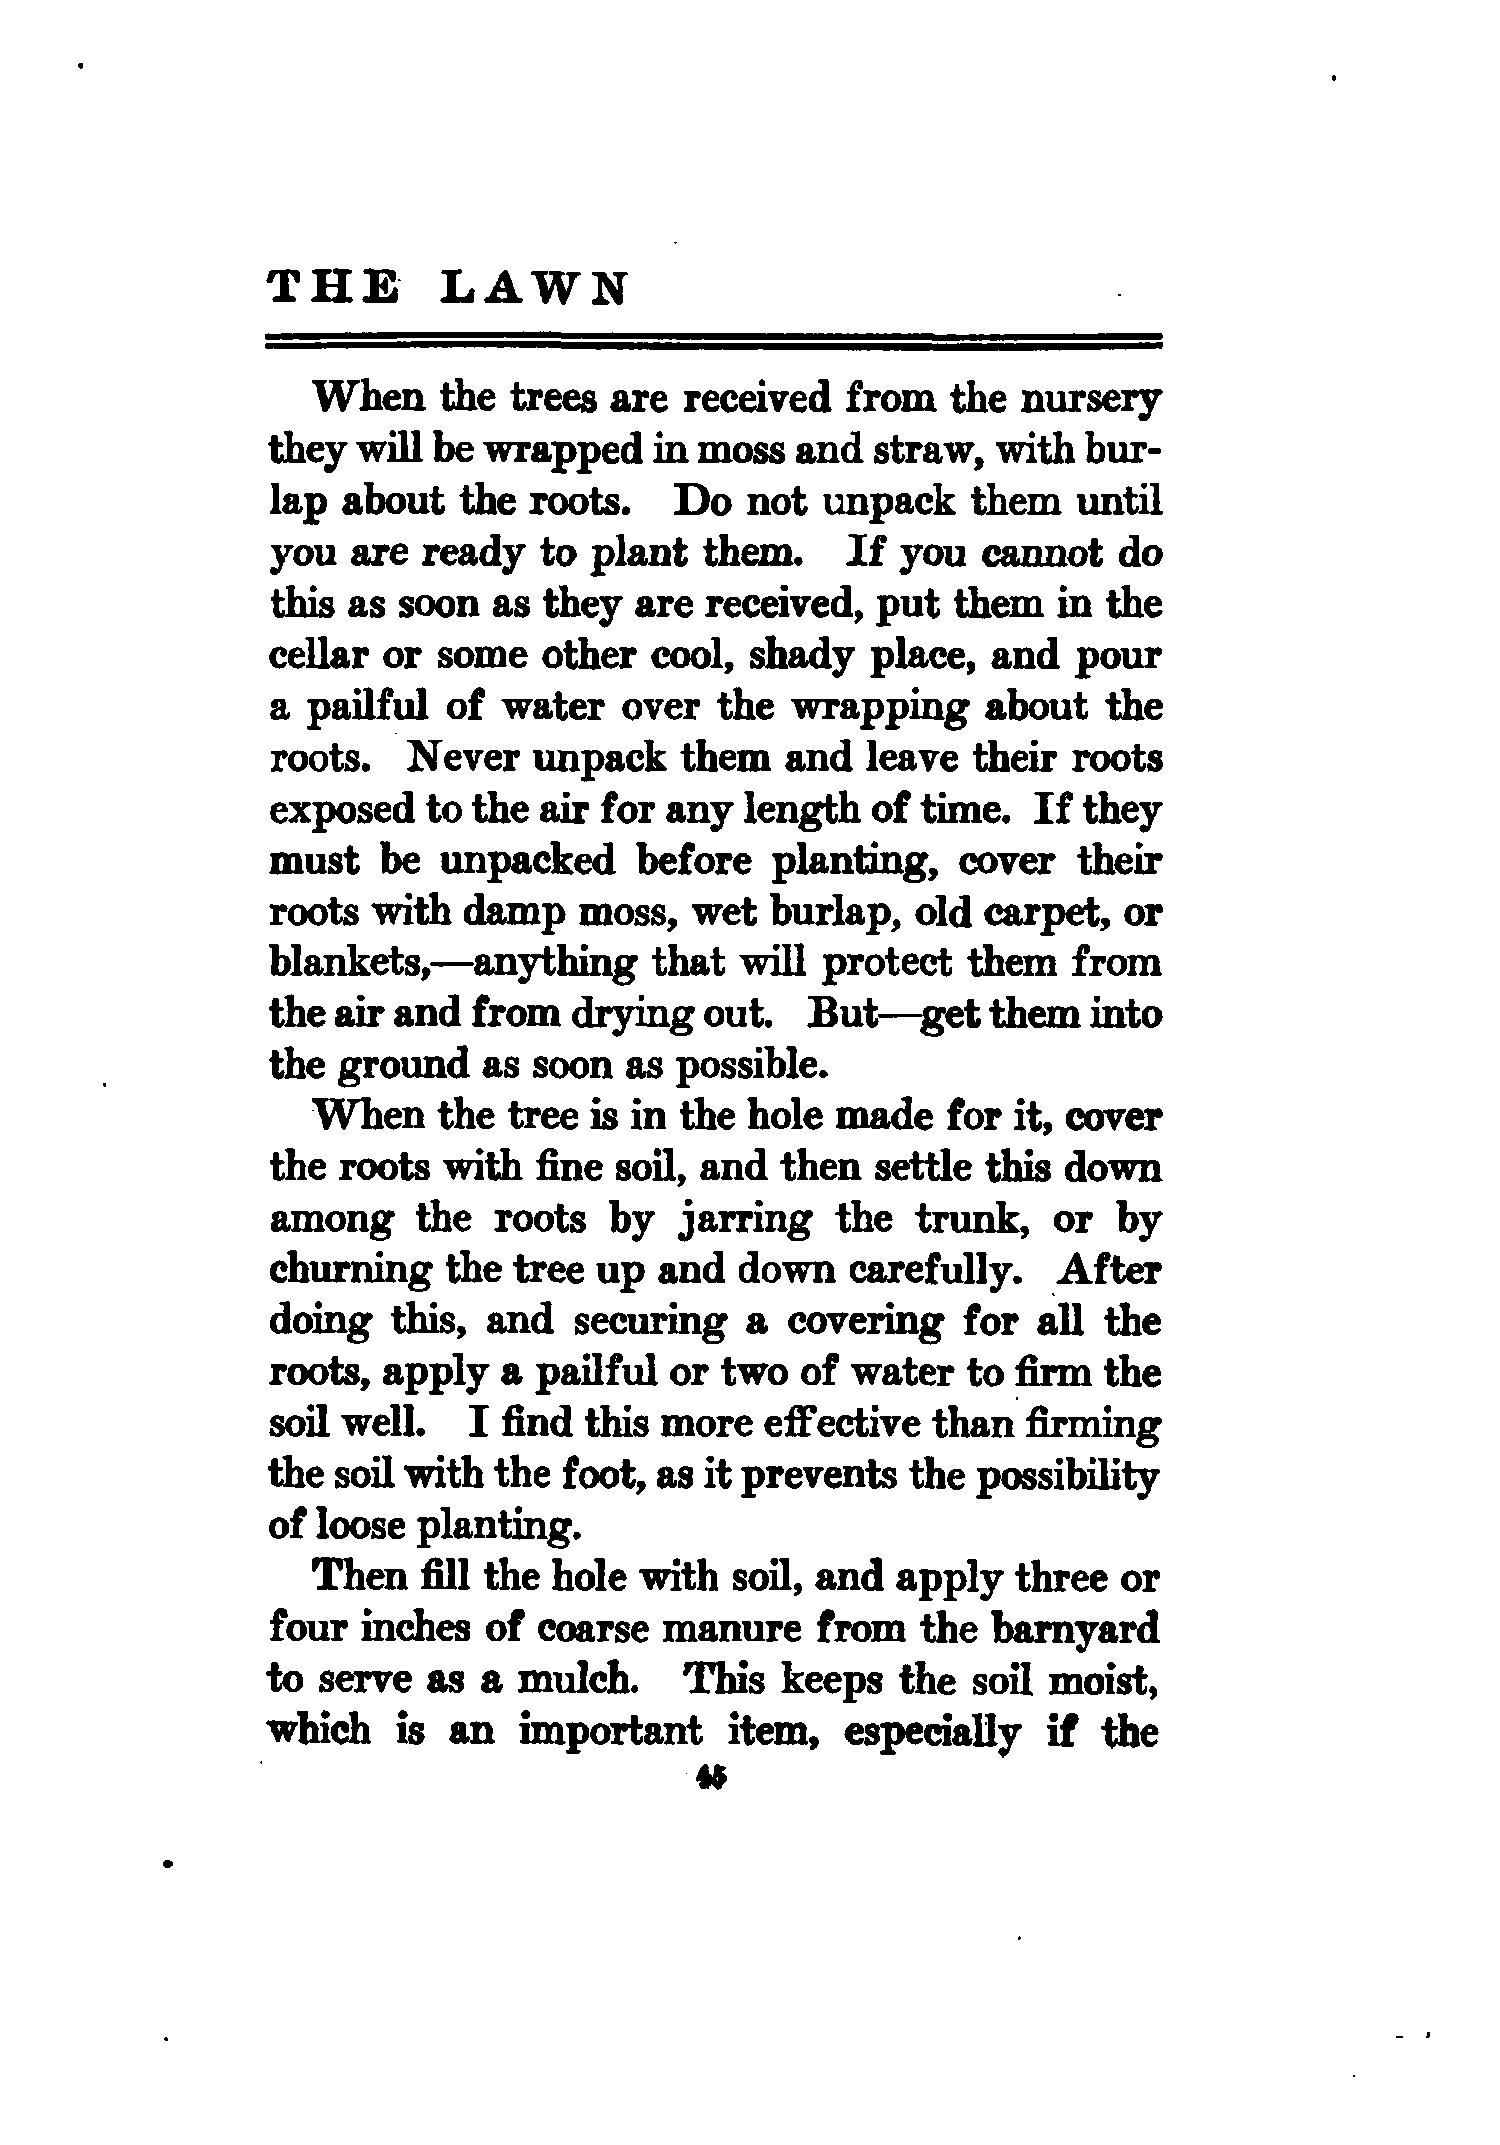 THE LAWN
When the trees are received from the nursery
they will be wrapped in moss and straw, with bur-
lap about the roots. Do not unpack them until
you are ready to plant them. If you cannot do
this as soon as they are received, put them in the
cellar or some other cool, shady place, and pour
a pailful of water over the wrapping about the
roots. Never unpack them and leave their roots
exposed to the air for any length of time. If they
must be unpacked before planting, cover their
roots with damp moss, wet burlap, old carpet, or
blankets,—anything that will protect them from
the air and from drying out. But—get them into
the ground as soon as possible.
When the tree is in the hole made for it, cover
the roots with fine soil, and then settle this down
among the roots by jarring the trunk, or by
churning the tree up and down carefully. After
doing this, and securing a covering for all the
roots, apply a pailful or two of water to firm the
soil well. I find this more effective than firming
the soil with the foot, as it prevents the possibility
of loose planting.
Then fill the hole with soil, and apply three or
four inches of coarse manure from the barnyard
to serve as a mulch. This keeps the soil moist,
which is an important item, especially if the
45